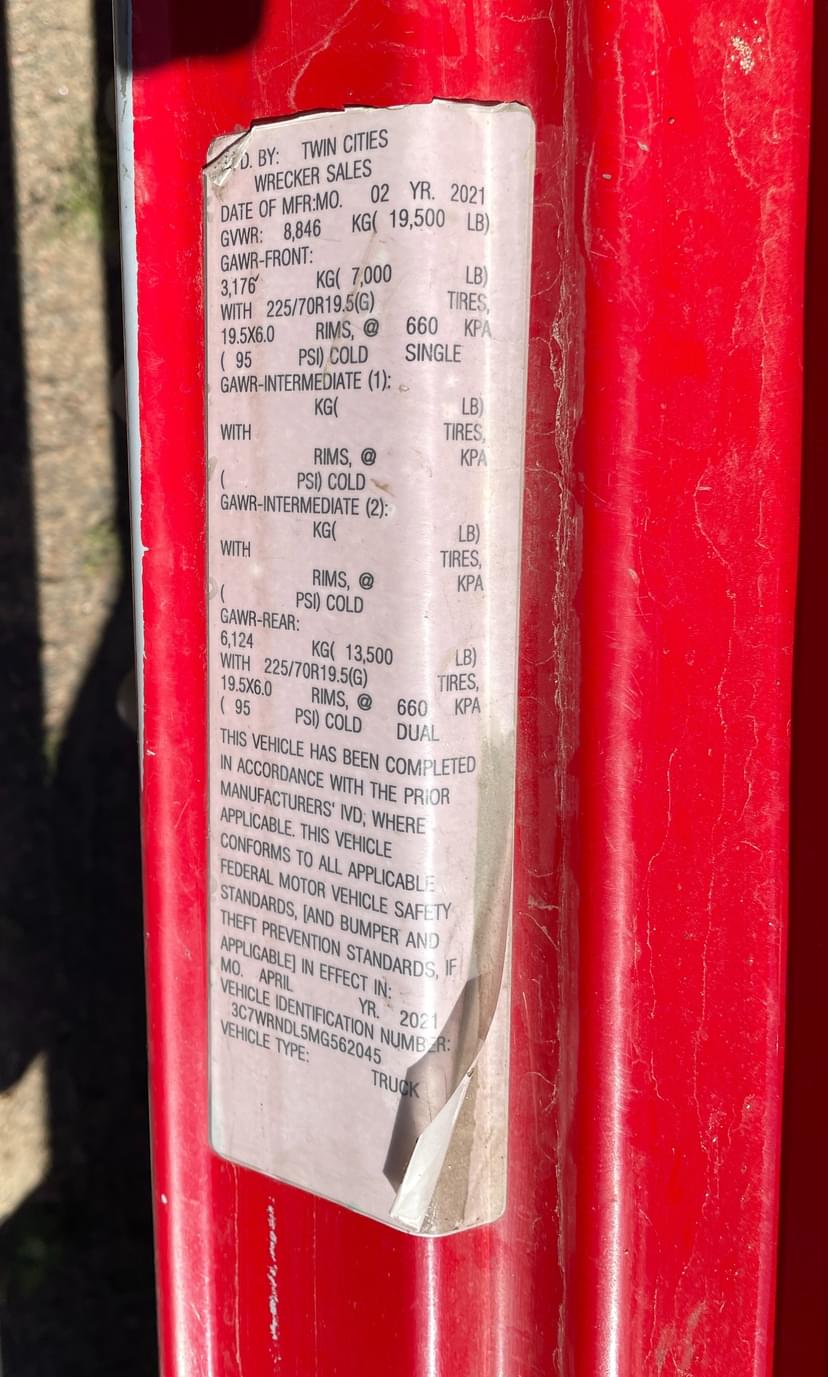 D. BY: TWIN CITIES
WRECKER SALES
DATE OF MFR:MO. 02 YR. 2021
GVWR: 8,846 KG( 19,500 LB)
GAWR-FRONT:
3,176 KG( 7,000 LB)
WITH 225/70R19.5(G) TIRES,
19.5X6.0 RIMS, @ 660 KPA
( 95 PSI) COLD SINGLE
GAWR-INTERMEDIATE (1):
KG( LB)
WITH TIRES,
RIMS, @ KPA
( PSI) COLD
GAWR-INTERMEDIATE (2):
KG( LB)
WITH TIRES,
RIMS, @ KPA
( PSI) COLD
GAWR-REAR:
6,124 KG( 13,500 LB)
WITH 225/70R19.5(G) TIRES,
19.5X6.0 RIMS, @ 660 KPA
( 95 PSI) COLD DUAL
THIS VEHICLE HAS BEEN COMPLETED
IN ACCORDANCE WITH THE PRIOR
MANUFACTURERS' IVD, WHERE
APPLICABLE. THIS VEHICLE
CONFORMS TO ALL APPLICABLE
FEDERAL MOTOR VEHICLE SAFETY
STANDARDS, [AND BUMPER AND
THEFT PREVENTION STANDARDS, IF
APPLICABLE] IN EFFECT IN:
MO. APRIL YR. 2021
VEHICLE IDENTIFICATION NUMBER:
3C7WRNDL5MG562045
VEHICLE TYPE:
TRUCK